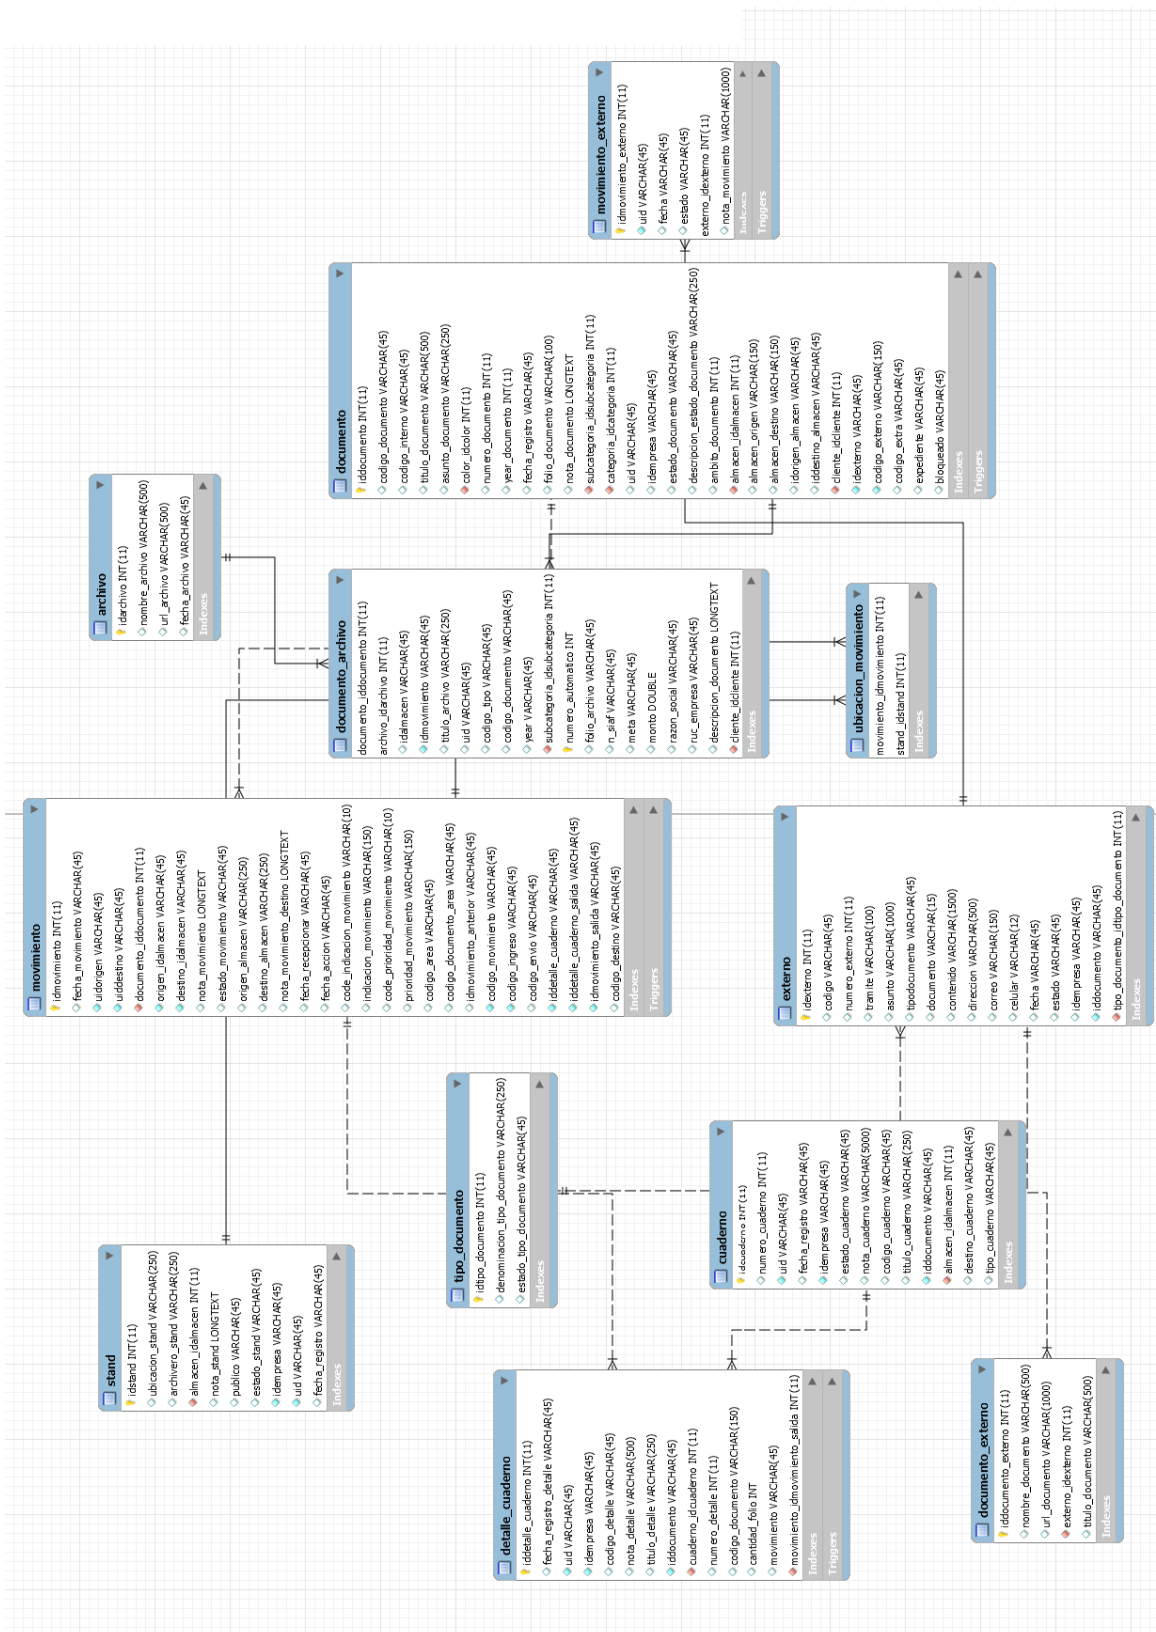 movimiento_externo
idmovimiento_externo INT(11)
uid VARCHAR(45)
fecha VARCHAR(45)
estado VARCHAR(45)
externo_idexterno INT(11)
nota_movimiento VARCHAR(1000)
Indexes
Triggers
documento
iddocumento INT(11)
codigo_documento VARCHAR(45)
codigo_interno VARCHAR(45)
titulo_documento VARCHAR(500)
asunto_documento VARCHAR(250)
color_idcolor INT(11)
numero_documento INT(11)
year_documento INT(11)
fecha_registro VARCHAR(45)
folio_documento VARCHAR(100)
nota_documento LONGTEXT
subcategoria_idsubcategoria INT(11)
categoria_idcategoria INT(11)
uid VARCHAR(45)
idempresa VARCHAR(45)
estado_documento VARCHAR(45)
descripcion_estado_documento VARCHAR(250)
ambito_documento INT(11)
almacen_idalmacen INT(11)
almacen_origen VARCHAR(150)
almacen_destino VARCHAR(150)
idorigen_almacen VARCHAR(45)
iddestino_almacen VARCHAR(45)
cliente_idcliente INT(11)
idexterno VARCHAR(45)
codigo_externo VARCHAR(150)
codigo_extra VARCHAR(45)
expediente VARCHAR(45)
bloqueado VARCHAR(45)
Indexes
Triggers
archivo
idarchivo INT(11)
nombre_archivo VARCHAR(500)
url_archivo VARCHAR(500)
fecha_archivo VARCHAR(45)
Indexes
documento_archivo
documento_iddocumento INT(11)
archivo_idarchivo INT(11)
idalmacen VARCHAR(45)
idmovimiento VARCHAR(45)
titulo_archivo VARCHAR(250)
uid VARCHAR(45)
codigo_tipo VARCHAR(45)
codigo_documento VARCHAR(45)
year VARCHAR(45)
subcategoria_idsubcategoria INT(11)
numero_automatico INT
folio_archivo VARCHAR(45)
n_siaf VARCHAR(45)
meta VARCHAR(45)
monto DOUBLE
razon_social VARCHAR(45)
ruc_empresa VARCHAR(45)
descripcion_documento LONGTEXT
cliente_idcliente INT(11)
Indexes
ubicacion_movimiento
movimiento_idmovimiento INT(11)
stand_idstand INT(11)
Indexes
movimiento
idmovimiento INT(11)
fecha_movimiento VARCHAR(45)
uidorigen VARCHAR(45)
uiddestino VARCHAR(45)
documento_iddocumento INT(11)
origen_idalmacen VARCHAR(45)
destino_idalmacen VARCHAR(45)
nota_movimiento LONGTEXT
estado_movimiento VARCHAR(45)
origen_almacen VARCHAR(250)
destino_almacen VARCHAR(250)
nota_movimiento_destino LONGTEXT
fecha_recepcionar VARCHAR(45)
fecha_accion VARCHAR(45)
code_indicacion_movimiento VARCHAR(10)
indicacion_movimiento VARCHAR(150)
code_prioridad_movimiento VARCHAR(10)
prioridad_movimiento VARCHAR(150)
codigo_area VARCHAR(45)
codigo_documento_area VARCHAR(45)
idmovimiento_anterior VARCHAR(45)
codigo_movimiento VARCHAR(45)
codigo_ingreso VARCHAR(45)
codigo_envio VARCHAR(45)
iddetalle_cuaderno VARCHAR(45)
iddetalle_cuaderno_salida VARCHAR(45)
idmovimiento_salida VARCHAR(45)
codigo_destino VARCHAR(45)
Indexes
Triggers
externo
idexterno INT(11)
codigo VARCHAR(45)
numero_externo INT(11)
tramite VARCHAR(100)
asunto VARCHAR(1000)
tipodocumento VARCHAR(45)
documento VARCHAR(15)
contenido VARCHAR(1500)
direccion VARCHAR(500)
correo VARCHAR(150)
celular VARCHAR(12)
fecha VARCHAR(45)
estado VARCHAR(45)
idempresa VARCHAR(45)
iddocumento VARCHAR(45)
tipo_documento_idtipo_documento INT(11)
Indexes
tipo_documento
idtipo_documento INT(11)
denominacion_tipo_documento VARCHAR(250)
estado_tipo_documento VARCHAR(45)
Indexes
cuaderno
idcuaderno INT(11)
numero_cuaderno INT(11)
uid VARCHAR(45)
fecha_registro VARCHAR(45)
idempresa VARCHAR(45)
estado_cuaderno VARCHAR(45)
nota_cuaderno VARCHAR(5000)
codigo_cuaderno VARCHAR(45)
titulo_cuaderno VARCHAR(250)
iddocumento VARCHAR(45)
almacen_idalmacen INT(11)
destino_cuaderno VARCHAR(45)
tipo_cuaderno VARCHAR(45)
Indexes
stand
idstand INT(11)
ubicacion_stand VARCHAR(250)
archivero_stand VARCHAR(250)
almacen_idalmacen INT(11)
nota_stand LONGTEXT
publico VARCHAR(45)
estado_stand VARCHAR(45)
idempresa VARCHAR(45)
uid VARCHAR(45)
fecha_registro VARCHAR(45)
Indexes
detalle_cuaderno
iddetalle_cuaderno INT(11)
fecha_registro_detalle VARCHAR(45)
uid VARCHAR(45)
idempresa VARCHAR(45)
codigo_detalle VARCHAR(45)
nota_detalle VARCHAR(500)
titulo_detalle VARCHAR(250)
iddocumento VARCHAR(45)
cuaderno_idcuaderno INT(11)
numero_detalle INT(11)
codigo_documento VARCHAR(150)
cantidad_folio INT
movimiento VARCHAR(45)
movimiento_idmovimiento_salida INT(11)
Indexes
Triggers
documento_externo
iddocumento_externo INT(11)
nombre_documento VARCHAR(500)
url_documento VARCHAR(1000)
externo_idexterno INT(11)
titulo_documento VARCHAR(500)
Indexes